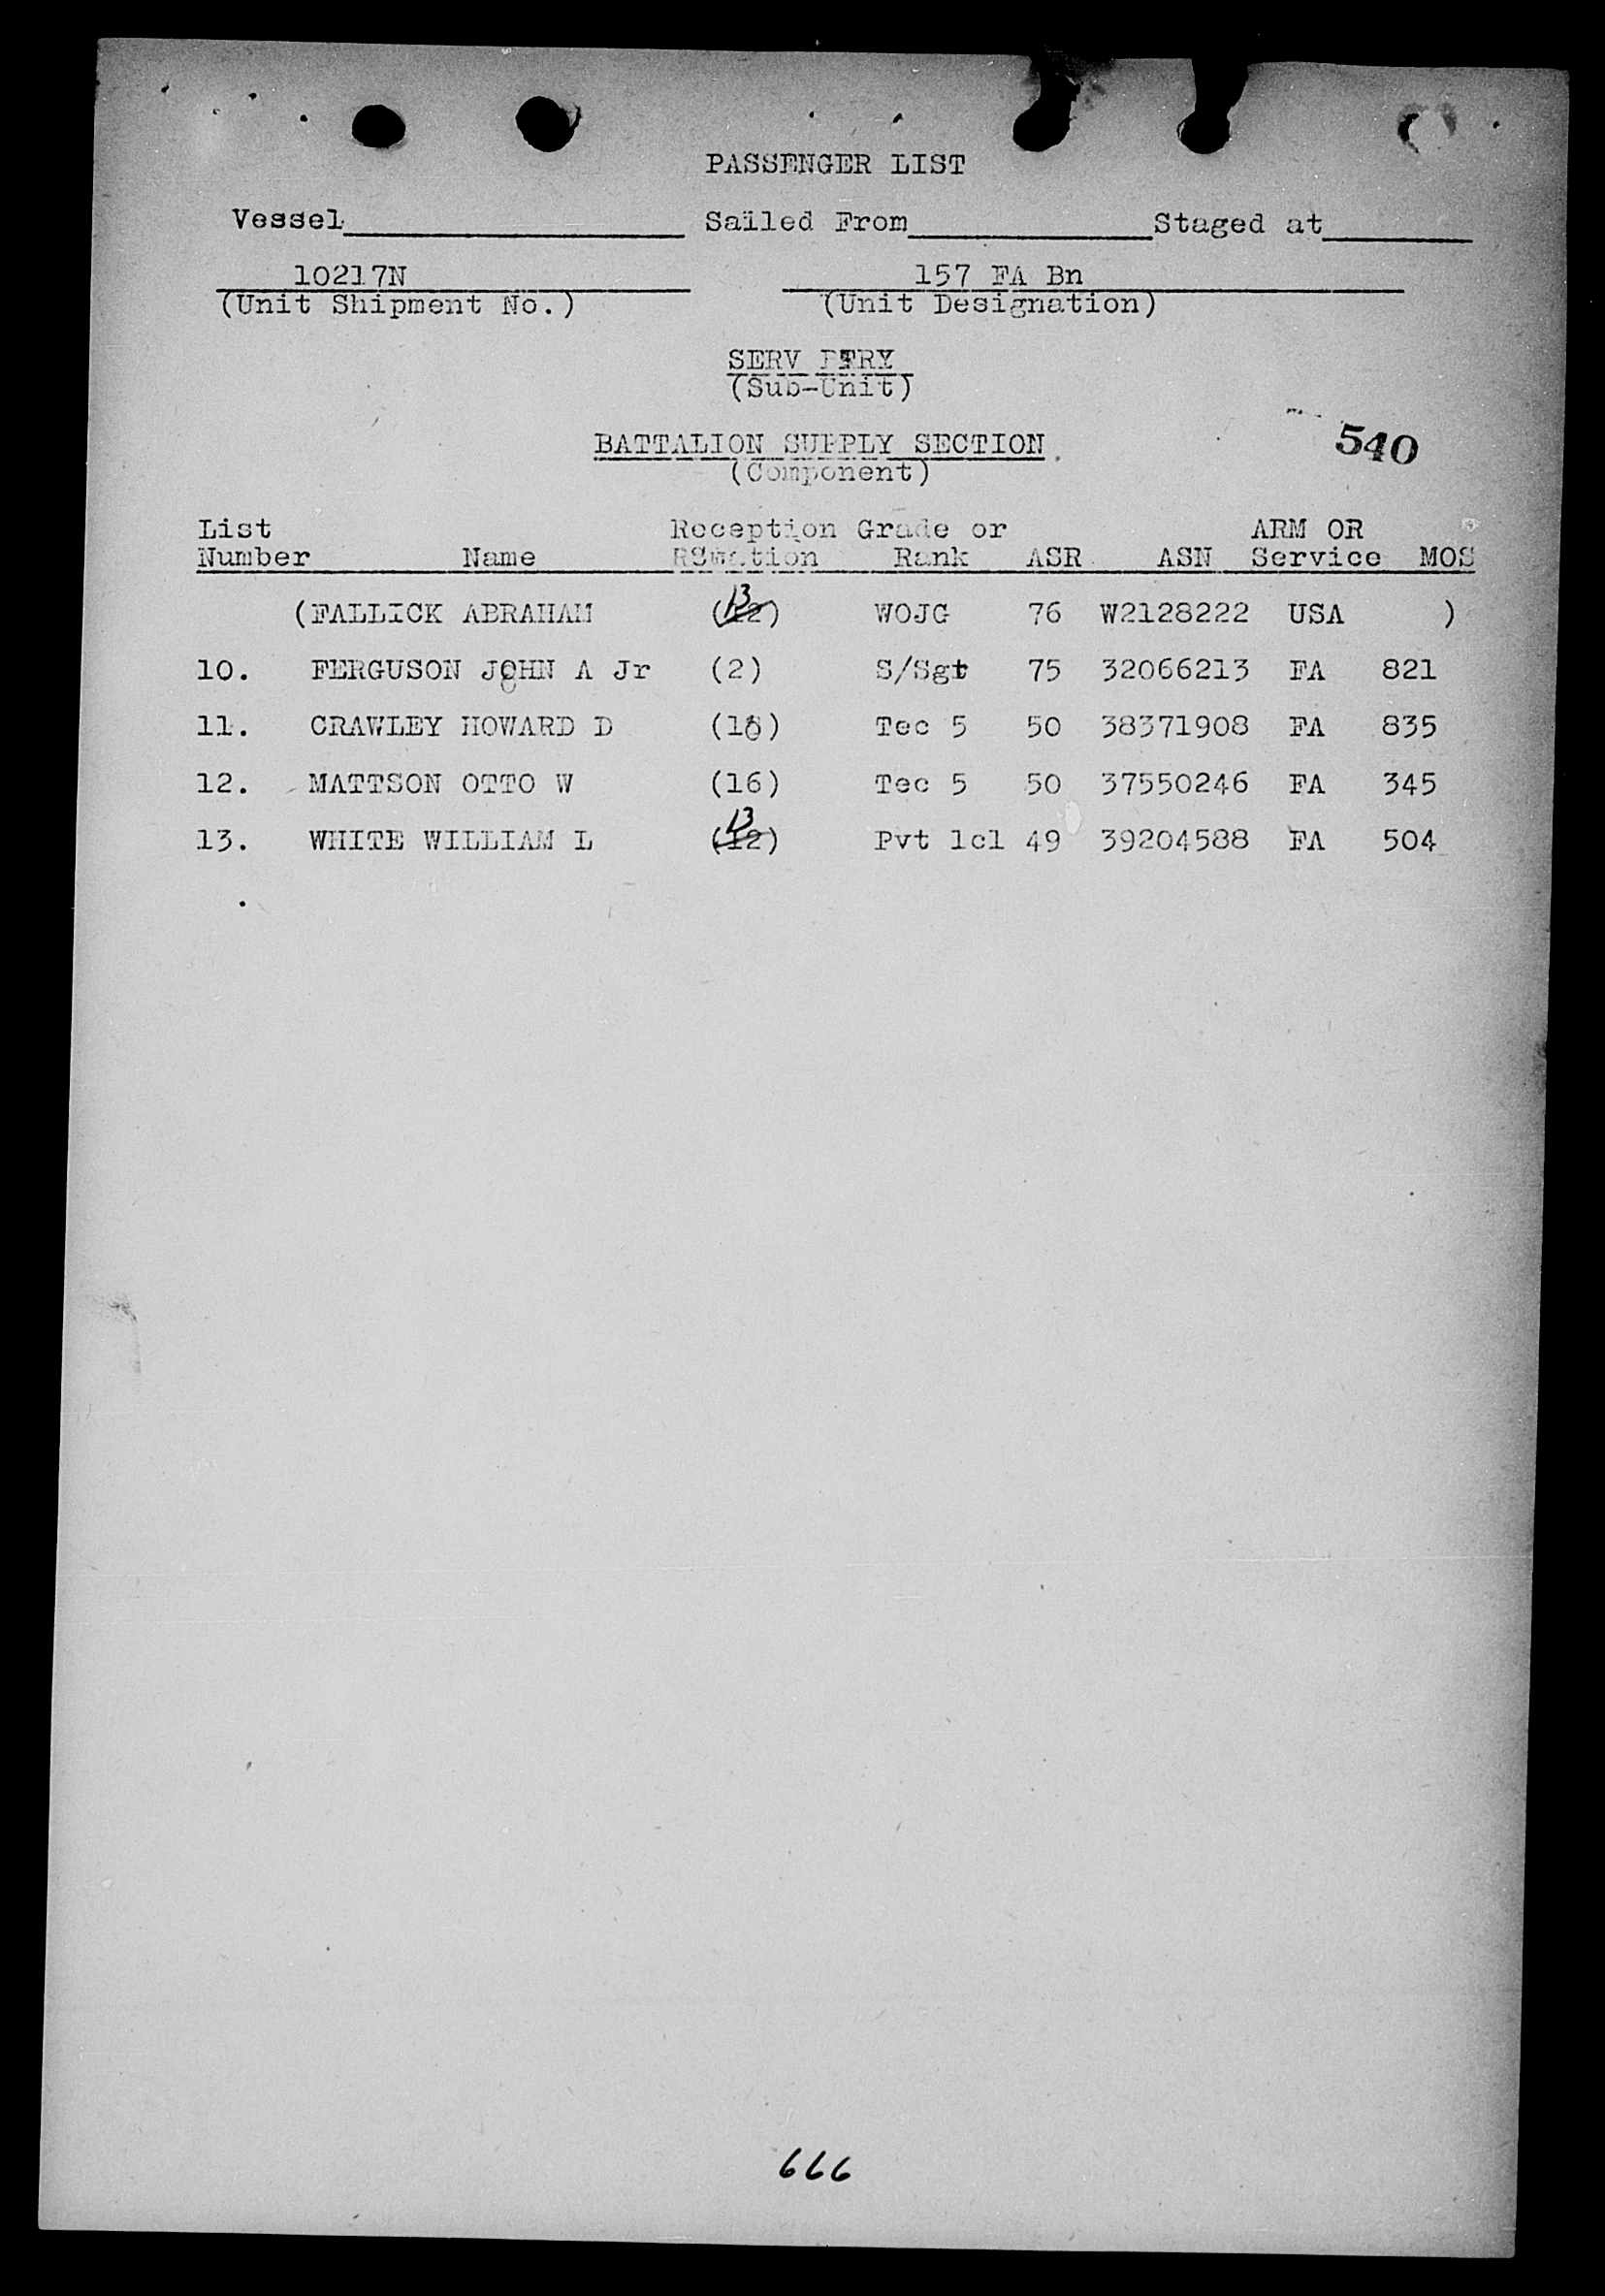 PASSENGER LIST
Vessel Sailed From Staged at
10217N 157 FA Bn
(Unit Shipment No.) (Unit Designation)
SERV BTRY
(Sub-Unit)
540
BATTALION SUPPLY SECTION
(Component)
List Reception Grade or ARM OR
Number Name Station Rank ASR ASN Service MOS
13
(FALLICK ABRAHAM (12) WOJG 76 W2128222 USA )
10. FERGUSON JOHN A Jr (2) S/Sgt 75 32066213 FA 821
11. CRAWLEY HOWARD D Tec 5 50 38371908 FA 835
12. MATTSON OTTO W (16) Tec 5 50 37550246 FA 345
13
13. WHITE WILLIAM L (12) Pvt 1cl 49 39204588 FA 504
666